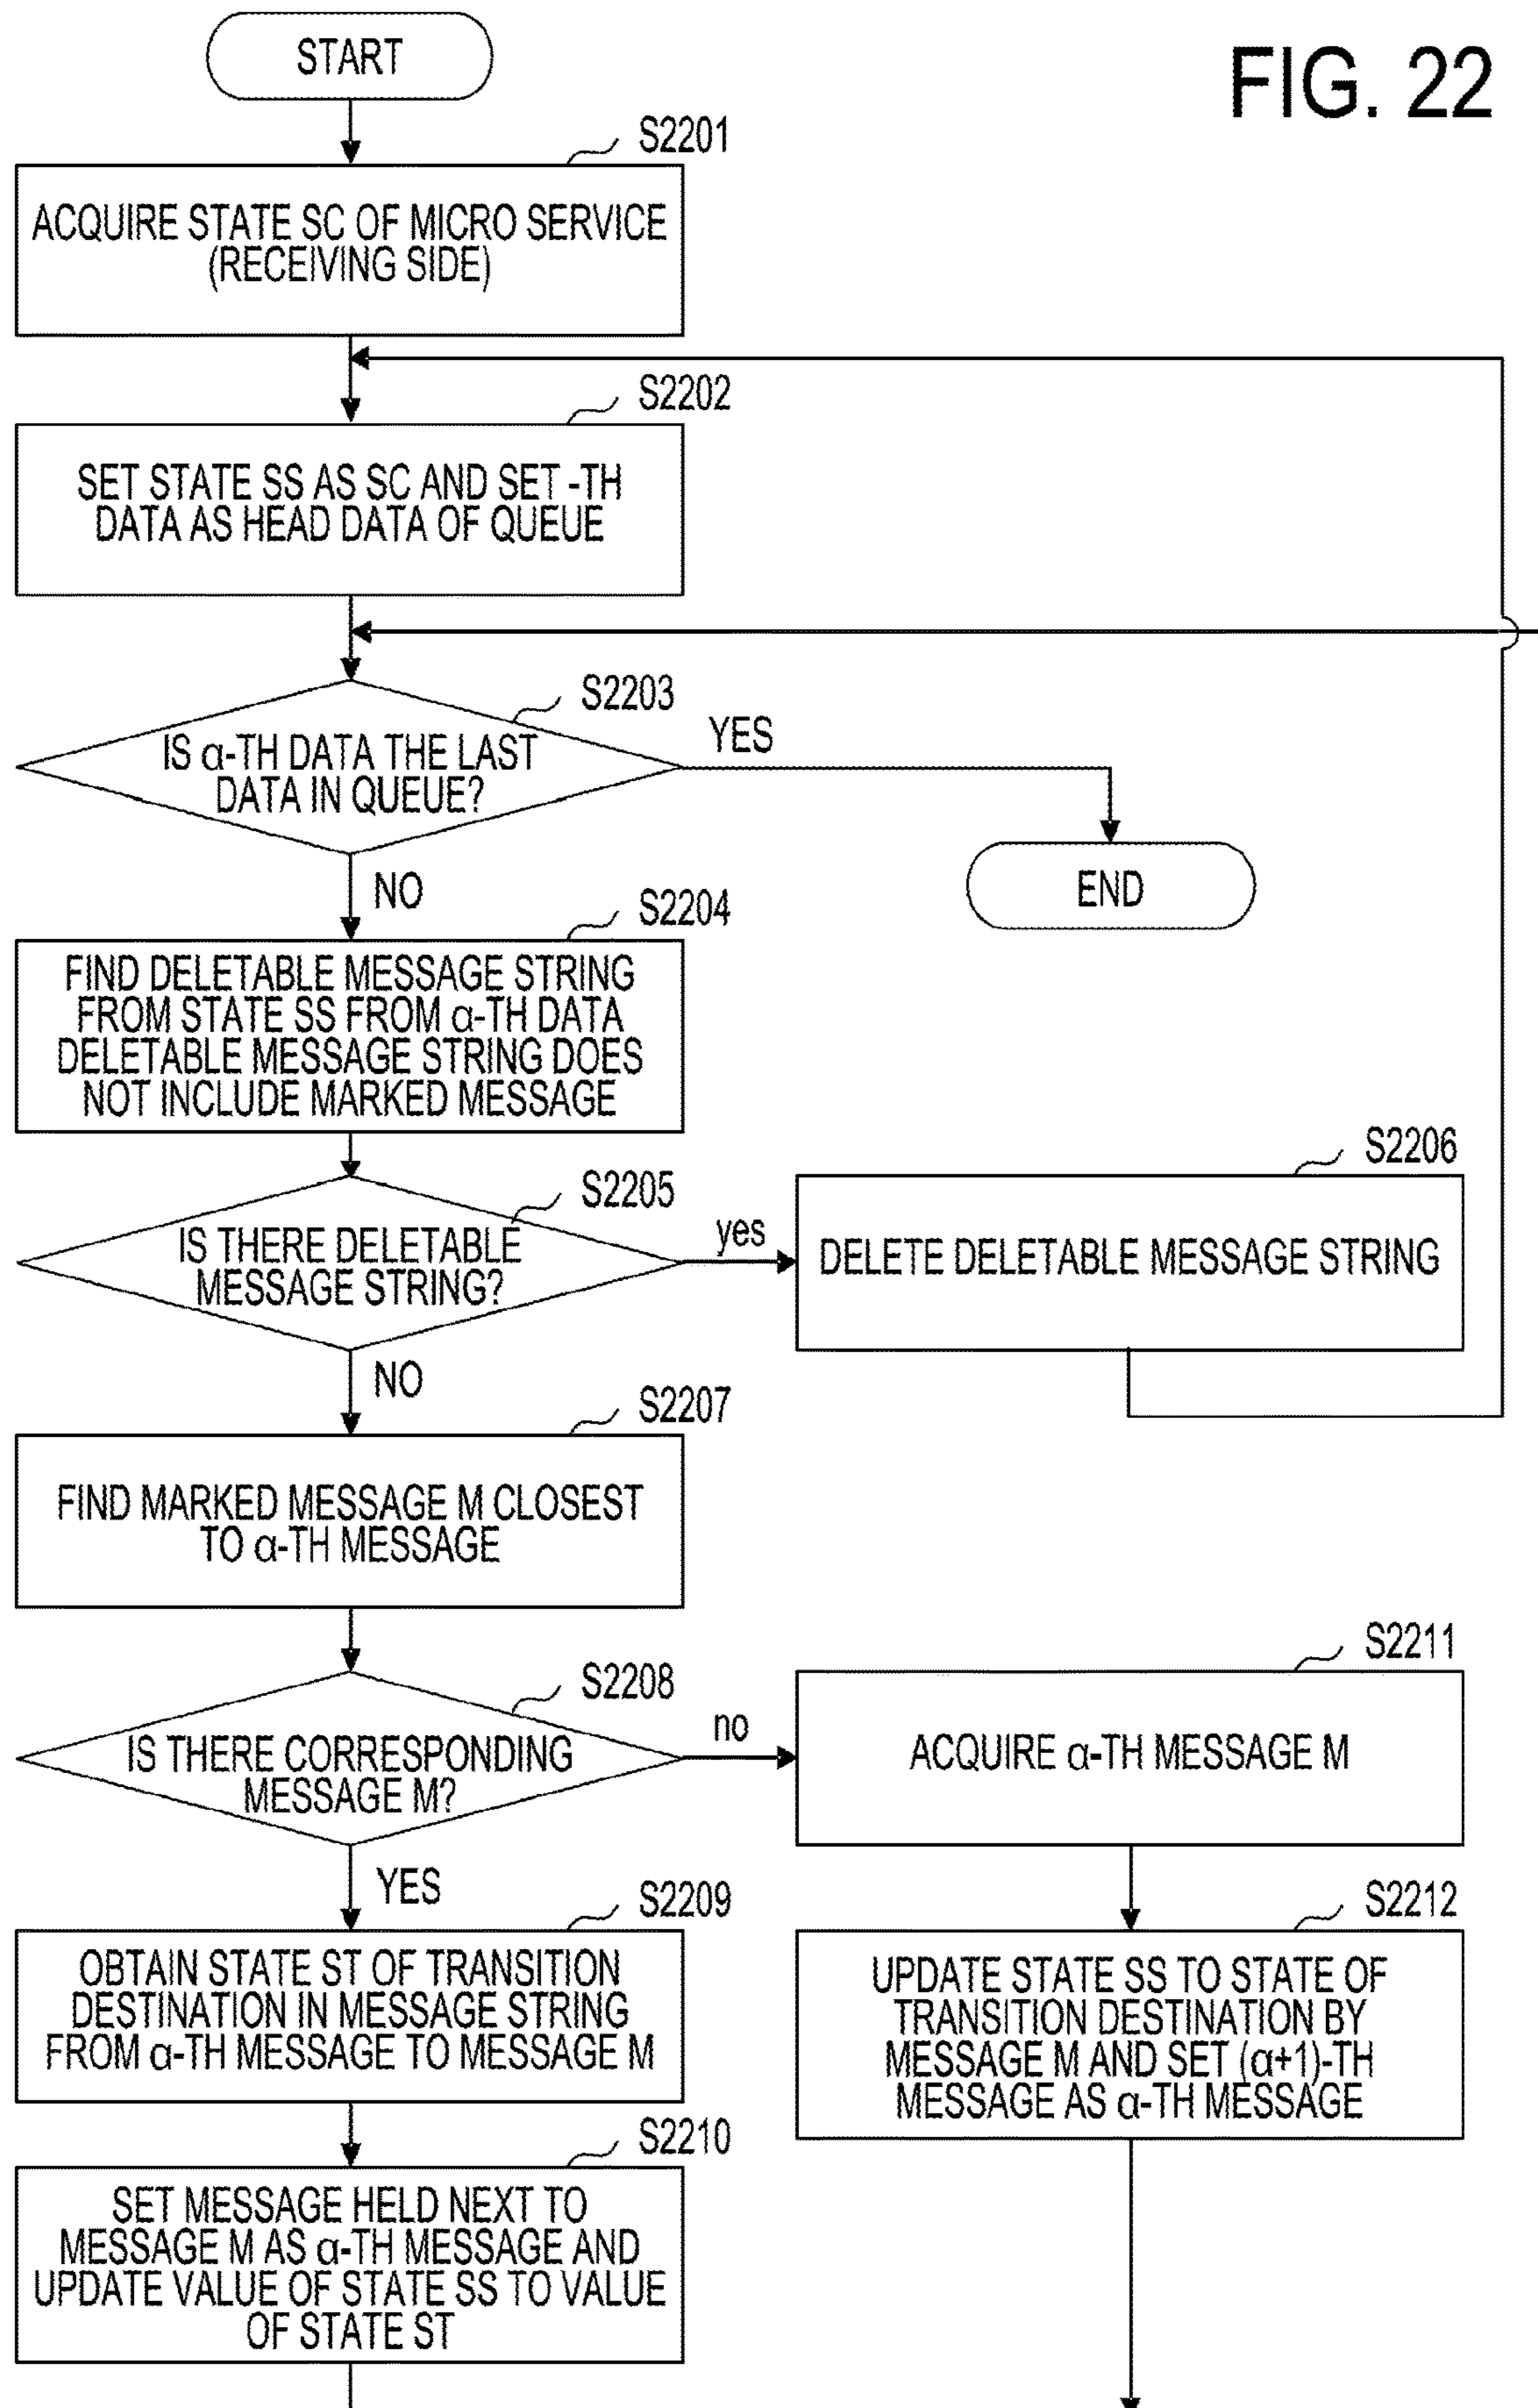 START
FIG. 22
S2201
ACQUIRE STATE SC OF MICRO SERVICE
(RECEIVING SIDE)
S2202
SET STATE SS AS SC AND SET -TH
DATA AS HEAD DATA OF QUEUE
S2203
IS α-TH DATA THE LAST
DATA IN QUEUE?
YES
END
NO
S2204
FIND DELETABLE MESSAGE STRING
FROM STATE SS FROM α-TH DATA
DELETABLE MESSAGE STRING DOES
NOT INCLUDE MARKED MESSAGE
S2205
IS THERE DELETABLE
MESSAGE STRING?
yes
S2206
DELETE DELETABLE MESSAGE STRING
NO
S2207
FIND MARKED MESSAGE M CLOSEST
TO α-TH MESSAGE
S2208
IS THERE CORRESPONDING
MESSAGE M?
no
S2211
ACQUIRE α-TH MESSAGE M
YES
S2209
OBTAIN STATE ST OF TRANSITION
DESTINATION IN MESSAGE STRING
FROM α-TH MESSAGE TO MESSAGE M
S2212
UPDATE STATE SS TO STATE OF
TRANSITION DESTINATION BY
MESSAGE M AND SET (α+1)-TH
MESSAGE AS α-TH MESSAGE
S2210
SET MESSAGE HELD NEXT TO
MESSAGE M AS α-TH MESSAGE AND
UPDATE VALUE OF STATE SS TO VALUE
OF STATE ST